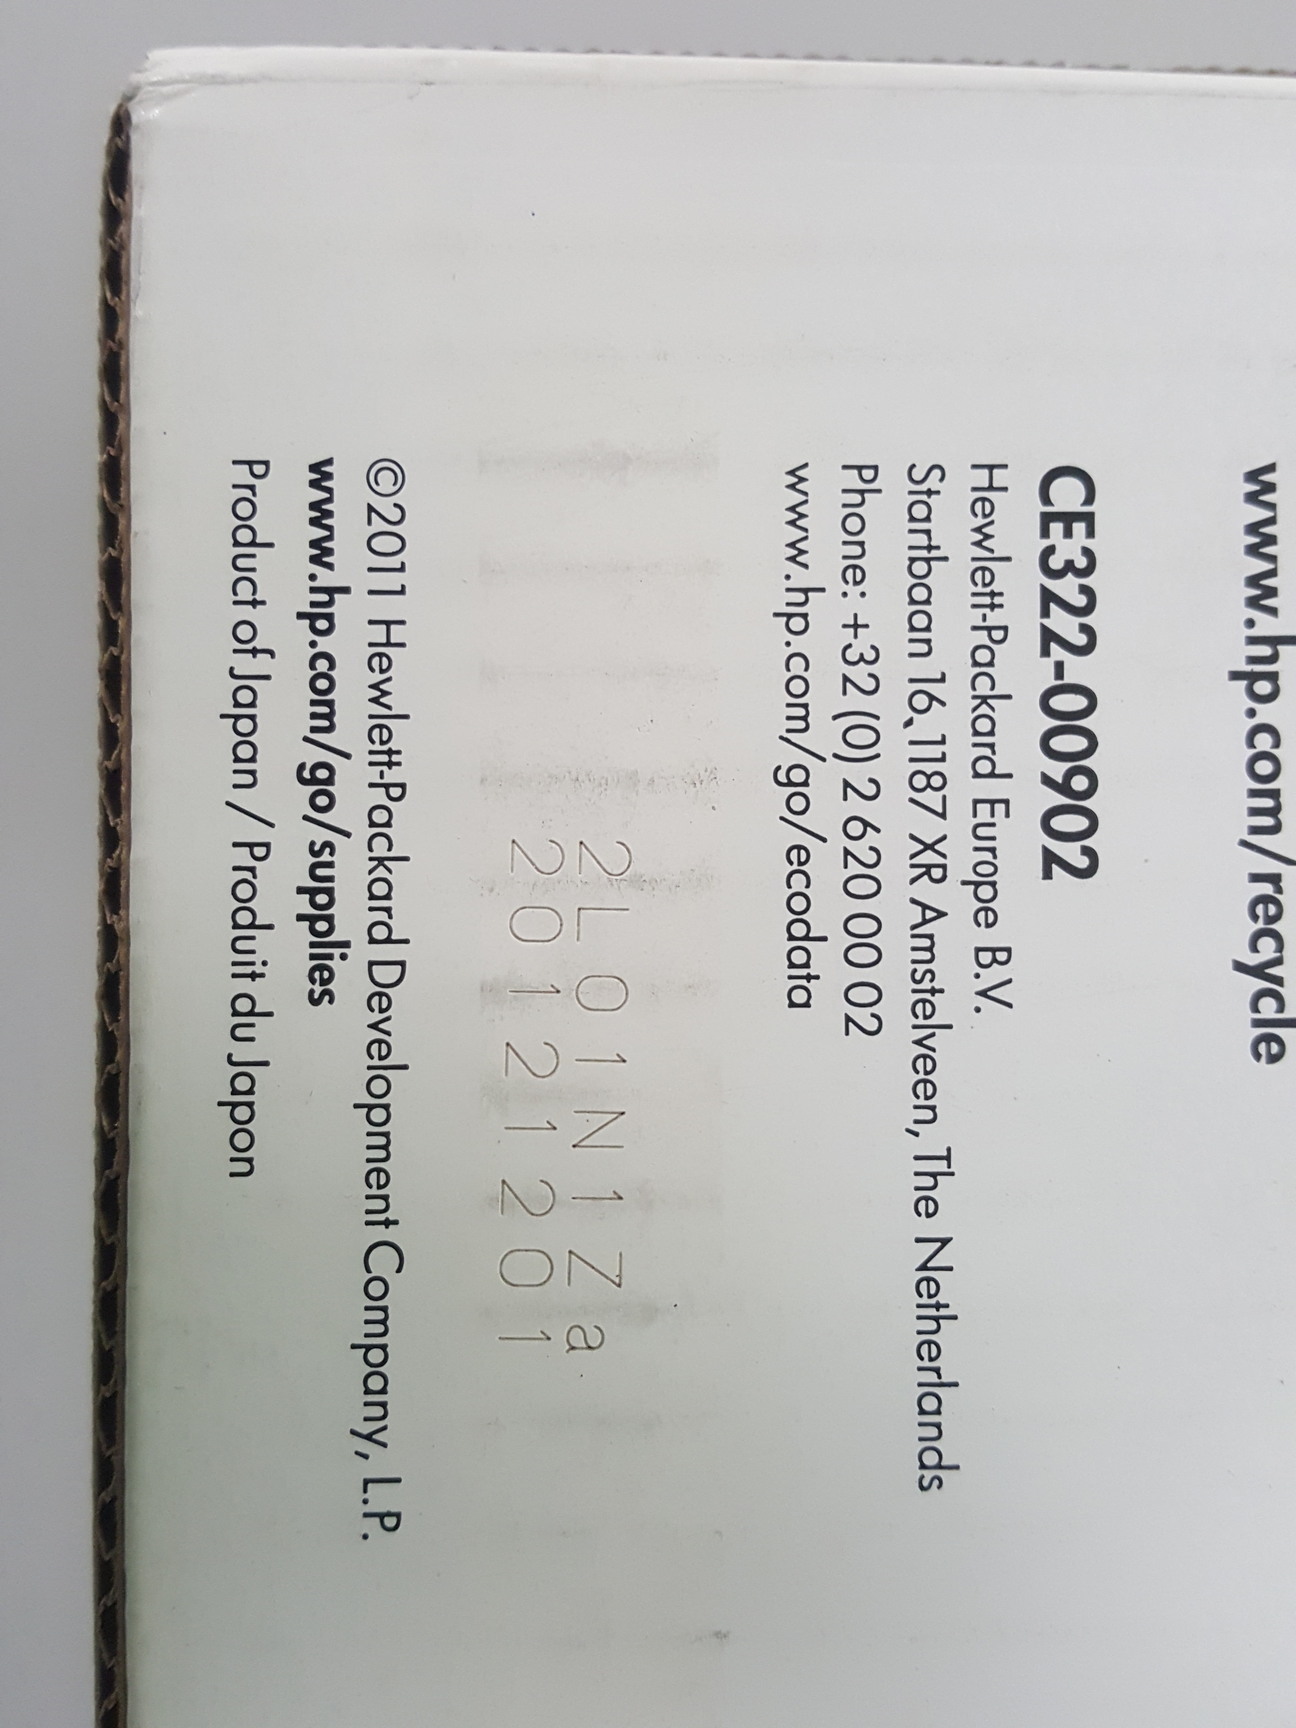 www.hp.com/recycle
CE322-00902
Hewlett-Packard Europe B.V.
Startbaan 16, 1187 XR Amstelveen, The Netherlands
Phone: +32 (0) 2 620 00 02
www.hp.com/go/ecodata
2L01N1Za
20121201
©2011 Hewlett-Packard Development Company, L.P.
www.hp.com/go/supplies
Product of Japan / Produit du Japon